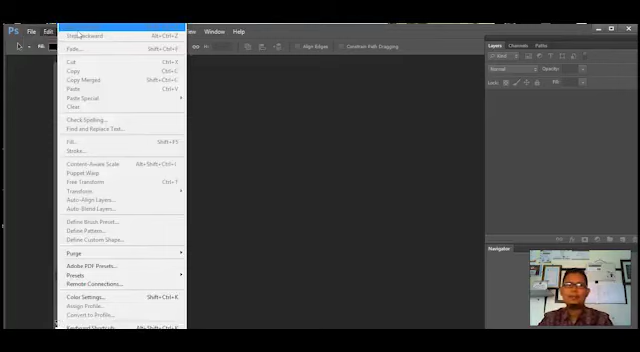 Ps File Edit View Window Help
Fill: Align Edges Constrain Path Dragging
Step Backward Alt+Ctrl+Z
Fade... Shift+Ctrl+F
Cut Ctrl+X
Copy Ctrl+C
Copy Merged Shift+Ctrl+C
Paste Ctrl+V
Paste Special
Clear
Check Spelling...
Find and Replace Text...
Fill... Shift+F5
Stroke...
Content-Aware Scale Alt+Shift+Ctrl+C
Puppet Warp
Free Transform Ctrl+T
Transform
Auto-Align Layers...
Auto-Blend Layers...
Define Brush Preset...
Define Pattern...
Define Custom Shape...
Purge
Adobe PDF Presets...
Presets
Remote Connections...
Color Settings... Shift+Ctrl+K
Assign Profile...
Convert to Profile...
Keyboard Shortcuts
Layers Channels Paths
Kind
Normal Opacity:
Lock: Fill:
Navigator